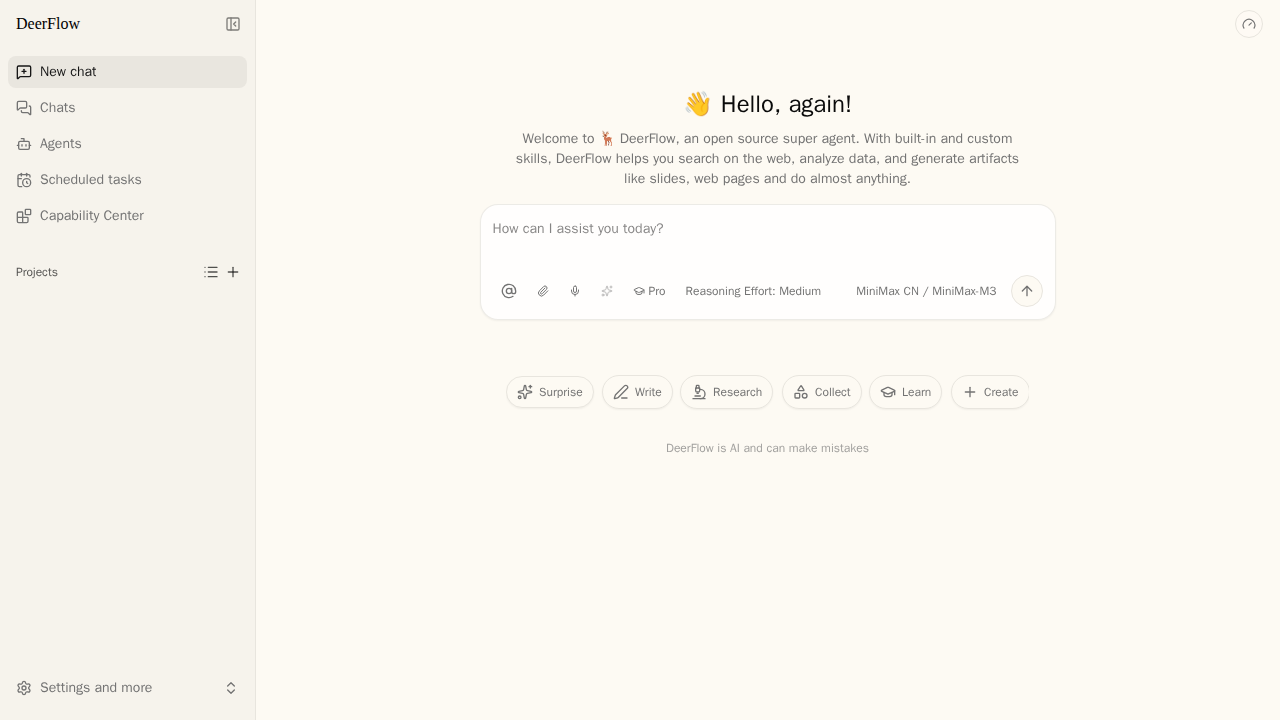 DeerFlow
New chat
Chats
Agents
Scheduled tasks
Capability Center
Projects
Settings and more
👋 Hello, again!
Welcome to 🦌 DeerFlow, an open source super agent. With built-in and custom
skills, DeerFlow helps you search on the web, analyze data, and generate artifacts
like slides, web pages and do almost anything.
How can I assist you today?
Pro
Reasoning Effort: Medium
MiniMax CN / MiniMax-M3
Surprise
Write
Research
Collect
Learn
Create
DeerFlow is AI and can make mistakes